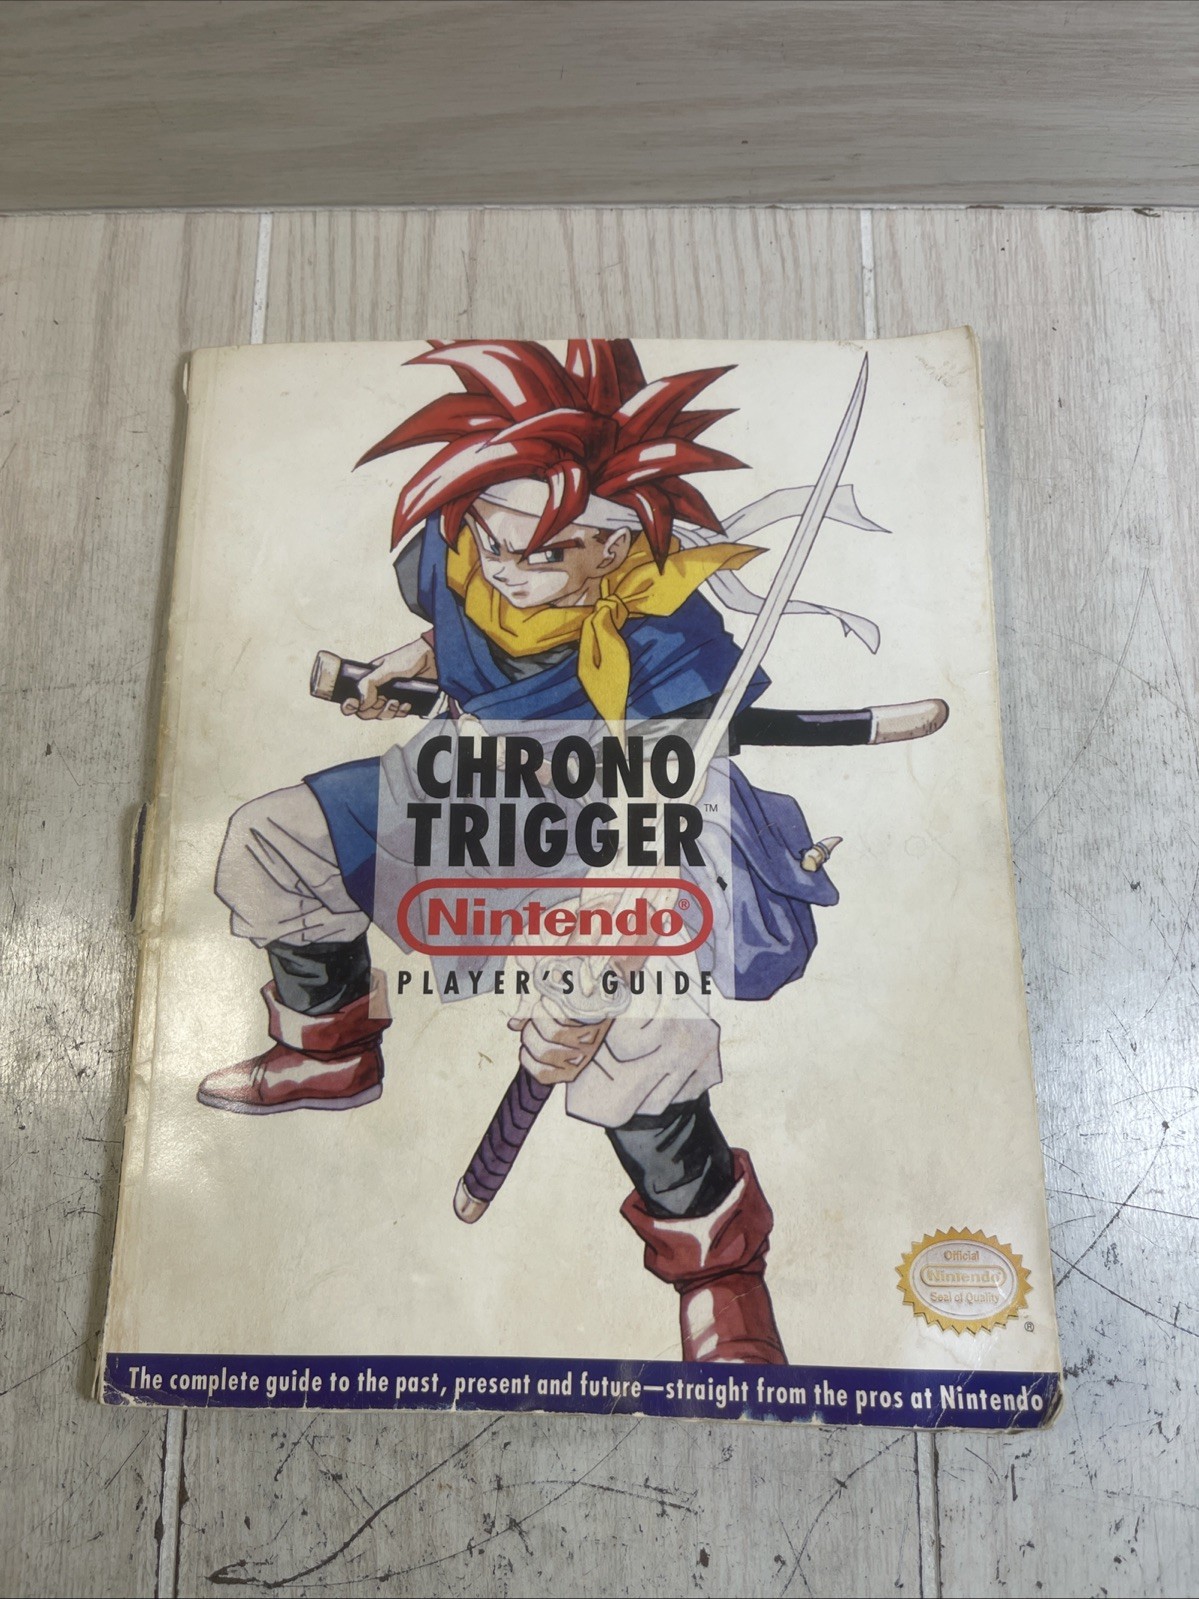 CHRONO
TRIGGER™
Nintendo®
PLAYER'S GUIDE
Official
Nintendo
Seal of Quality
®
The complete guide to the past, present and future—straight from the pros at Nintendo